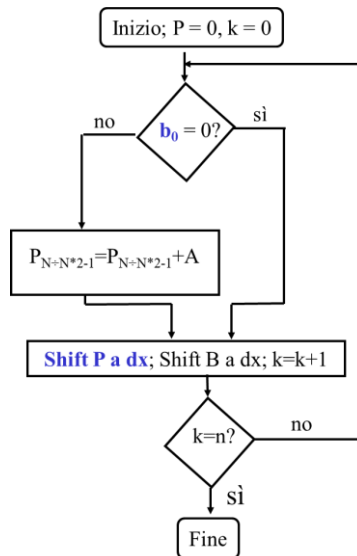 Inizio; P = 0, k = 0
b0 = 0?
no
sì
PN÷N*2-1=PN÷N*2-1+A
Shift P a dx; Shift B a dx; k=k+1
k=n?
no
sì
Fine